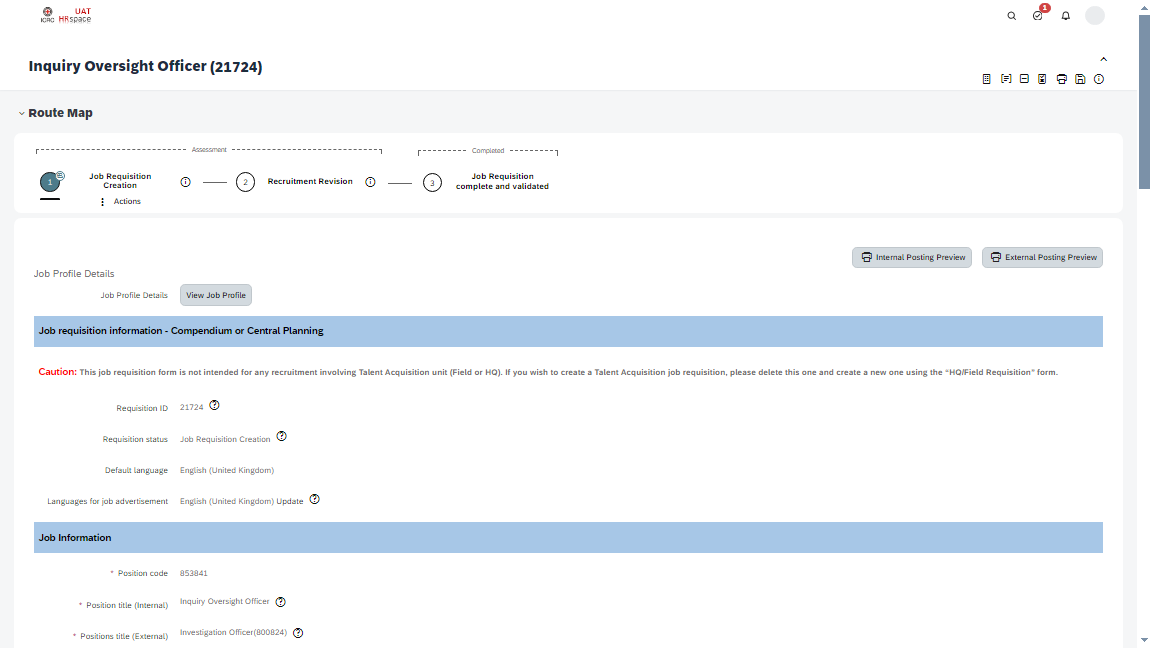 ICRC
UAT
HRspace
1
Inquiry Oversight Officer (21724)
Route Map
Assessment
Completed
1
Job Requisition Creation
Actions
2
Recruitment Revision
3
Job Requisition complete and validated
Internal Posting Preview
External Posting Preview
Job Profile Details
Job Profile Details View Job Profile
Job requisition information - Compendium or Central Planning
Caution: This job requisition form is not intended for any recruitment involving Talent Acquisition unit (Field or HQ). If you wish to create a Talent Acquisition job requisition, please delete this one and create a new one using the “HQ/Field Requisition” form.
Requisition ID 21724
Requisition status Job Requisition Creation
Default language English (United Kingdom)
Languages for job advertisement English (United Kingdom) Update
Job Information
* Position code 853841
* Position title (Internal) Inquiry Oversight Officer
* Positions title (External) Investigation Officer(800824)